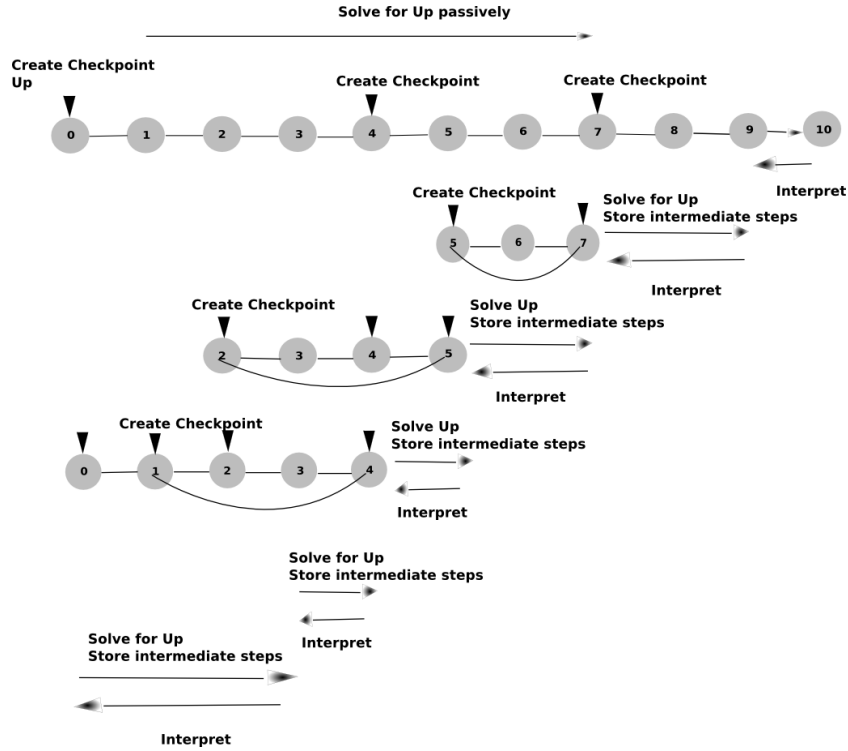 Solve for Up passively
Create Checkpoint
Up
Create Checkpoint
Create Checkpoint
0 1 2 3 4 5 6 7 8 9 10
Interpret
Create Checkpoint
Solve for Up
Store intermediate steps
5 6 7
Interpret
Create Checkpoint
Solve Up
Store intermediate steps
2 3 4 5
Interpret
Create Checkpoint
Solve Up
Store intermediate steps
0 1 2 3 4
Interpret
Solve for Up
Store intermediate steps
Interpret
Solve for Up
Store intermediate steps
Interpret